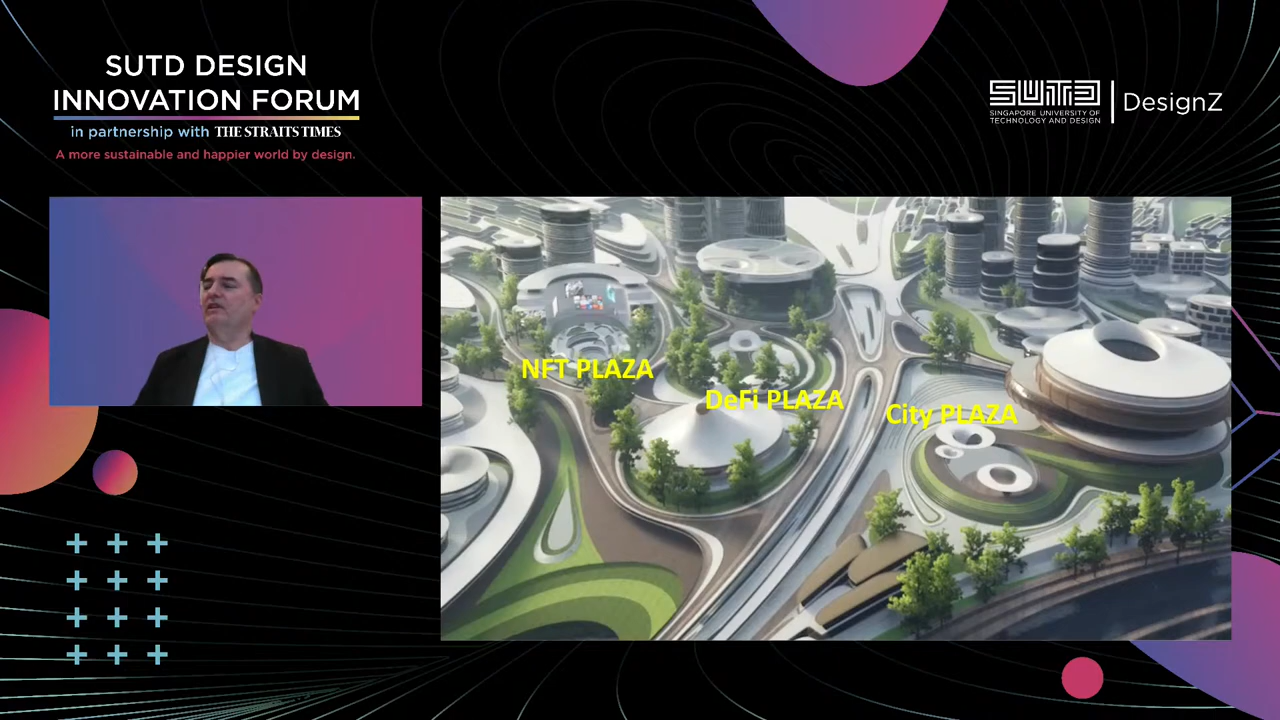 SUTD DESIGN
INNOVATION FORUM
in partnership with THE STRAITS TIMES
A more sustainable and happier world by design.
SUTD
SINGAPORE UNIVERSITY OF
TECHNOLOGY AND DESIGN
DesignZ
NFT PLAZA
DeFi PLAZA
City PLAZA